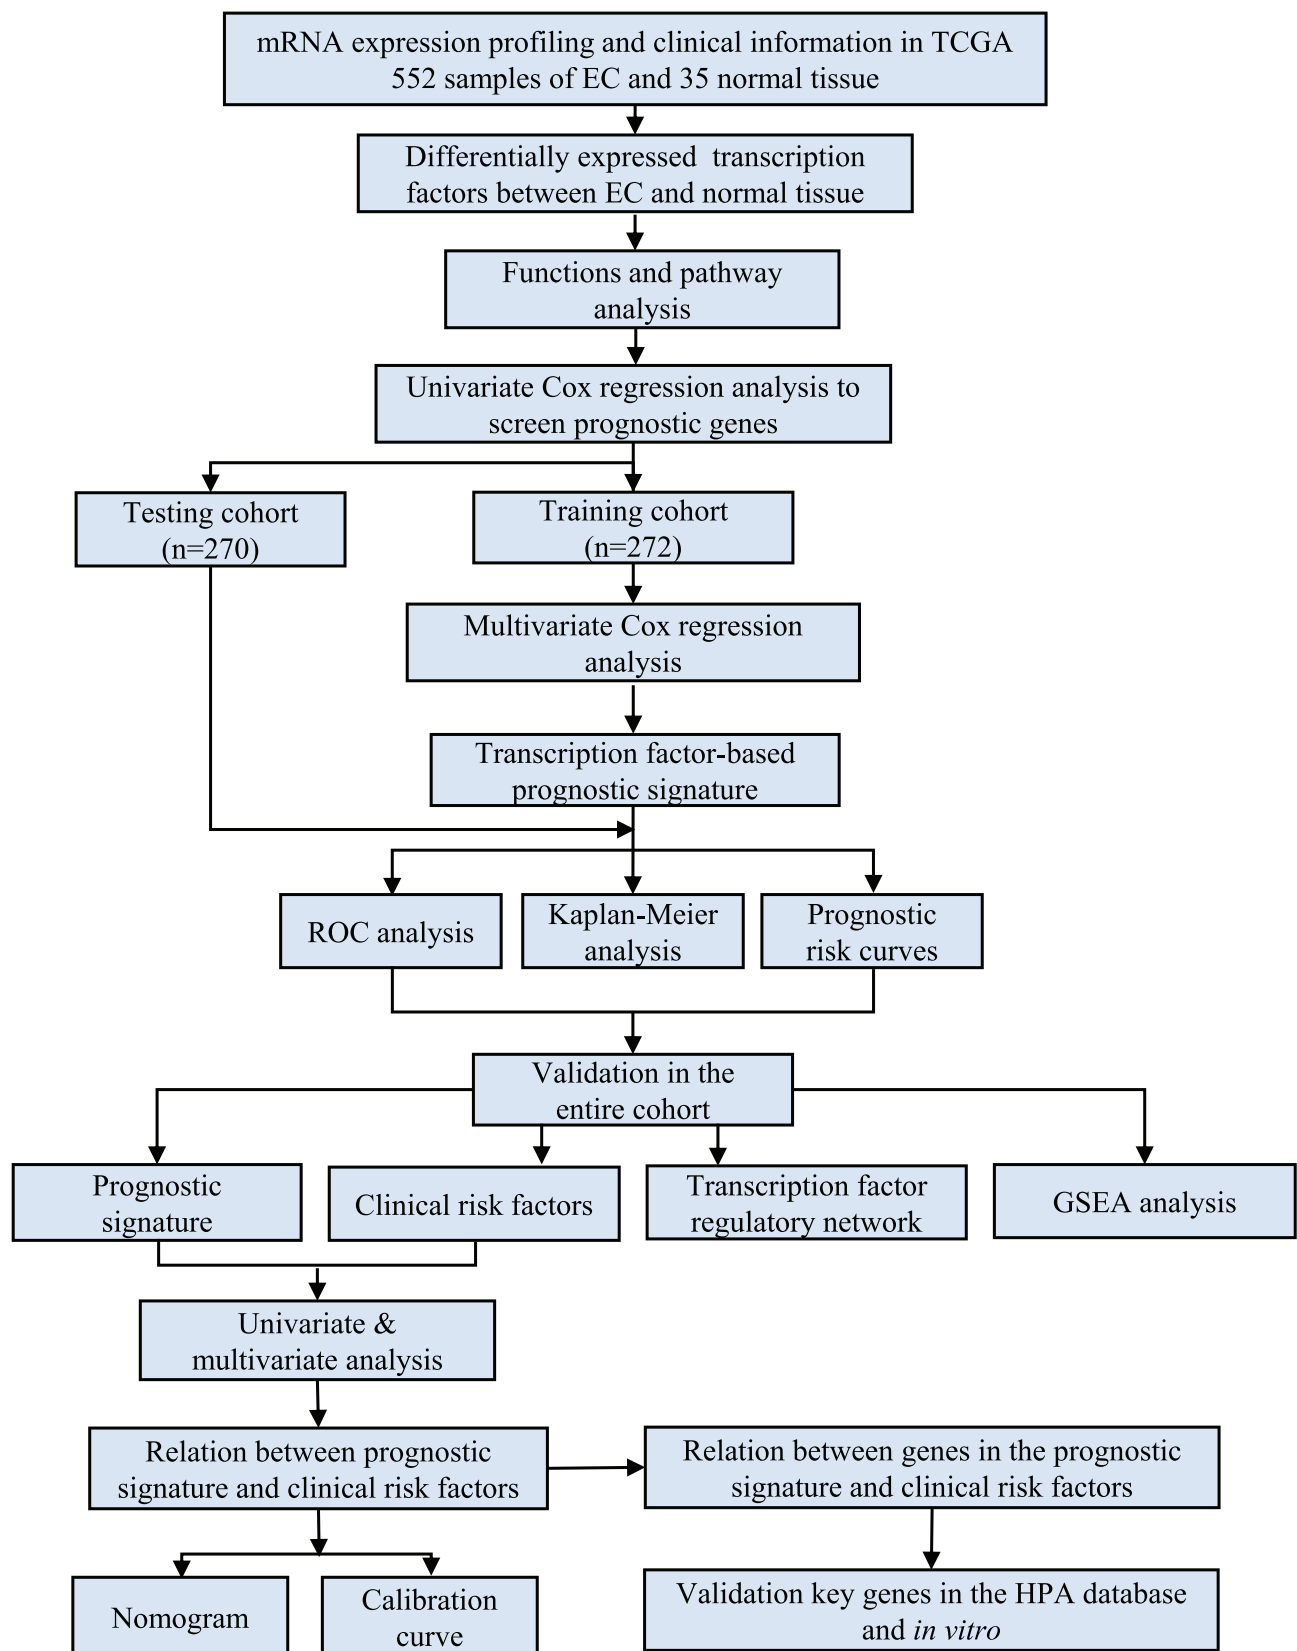 mRNA expression profiling and clinical information in TCGA
552 samples of EC and 35 normal tissue
Differentially expressed transcription
factors between EC and normal tissue
Functions and pathway
analysis
Univariate Cox regression analysis to
screen prognostic genes
Testing cohort
(n=270)
Training cohort
(n=272)
Multivariate Cox regression
analysis
Transcription factor-based
prognostic signature
ROC analysis
Kaplan-Meier
analysis
Prognostic
risk curves
Validation in the
entire cohort
Prognostic
signature
Clinical risk factors
Transcription factor
regulatory network
GSEA analysis
Univariate &
multivariate analysis
Relation between prognostic
signature and clinical risk factors
Relation between genes in the prognostic
signature and clinical risk factors
Nomogram
Calibration
curve
Validation key genes in the HPA database
and in vitro